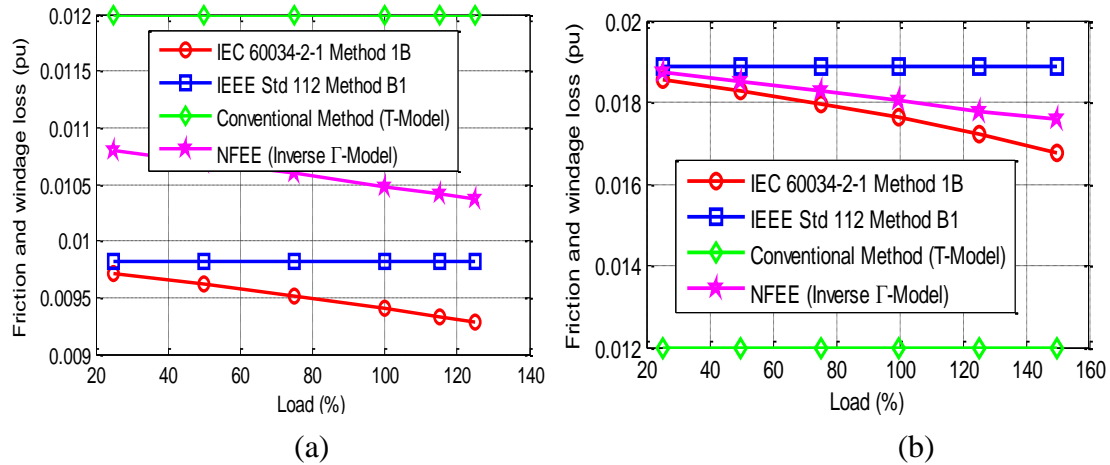 Friction and windage loss (pu)
0.012
0.0115
0.011
0.0105
0.01
0.0095
0.009
IEC 60034-2-1 Method 1B
IEEE Std 112 Method B1
Conventional Method (T-Model)
NFEE (Inverse Γ-Model)
20 40 60 80 100 120 140
Load (%)
(a)
Friction and windage loss (pu)
0.02
0.018
0.016
0.014
0.012
IEC 60034-2-1 Method 1B
IEEE Std 112 Method B1
Conventional Method (T-Model)
NFEE (Inverse Γ-Model)
20 40 60 80 100 120 140 160
Load (%)
(b)